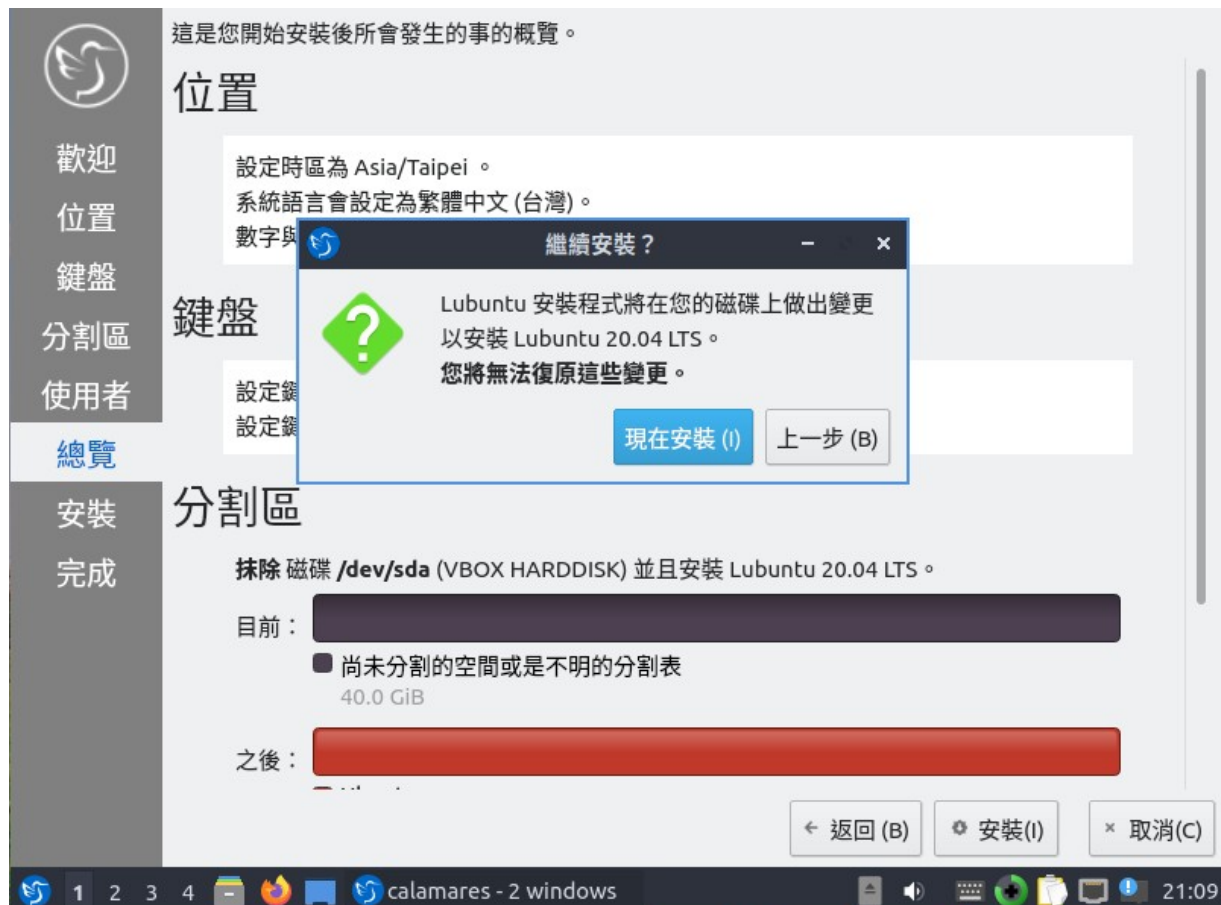 這是您開始安裝後所會發生的事的概覽。
位置
歡迎
位置
鍵盤
分割區
使用者
總覽
安裝
完成
設定時區為 Asia/Taipei 。
系統語言會設定為繁體中文 (台灣)。
數字與
繼續安裝？
Lubuntu 安裝程式將在您的磁碟上做出變更
以安裝 Lubuntu 20.04 LTS。
您將無法復原這些變更。
現在安裝 (I)
上一步 (B)
鍵盤
設定鍵
設定鍵
分割區
抹除 磁碟 /dev/sda (VBOX HARDDISK) 並且安裝 Lubuntu 20.04 LTS。
目前：
尚未分割的空間或是不明的分割表
40.0 GiB
之後：
返回 (B)
安裝(I)
取消(C)
1 2 3 4
calamares - 2 windows
21:09